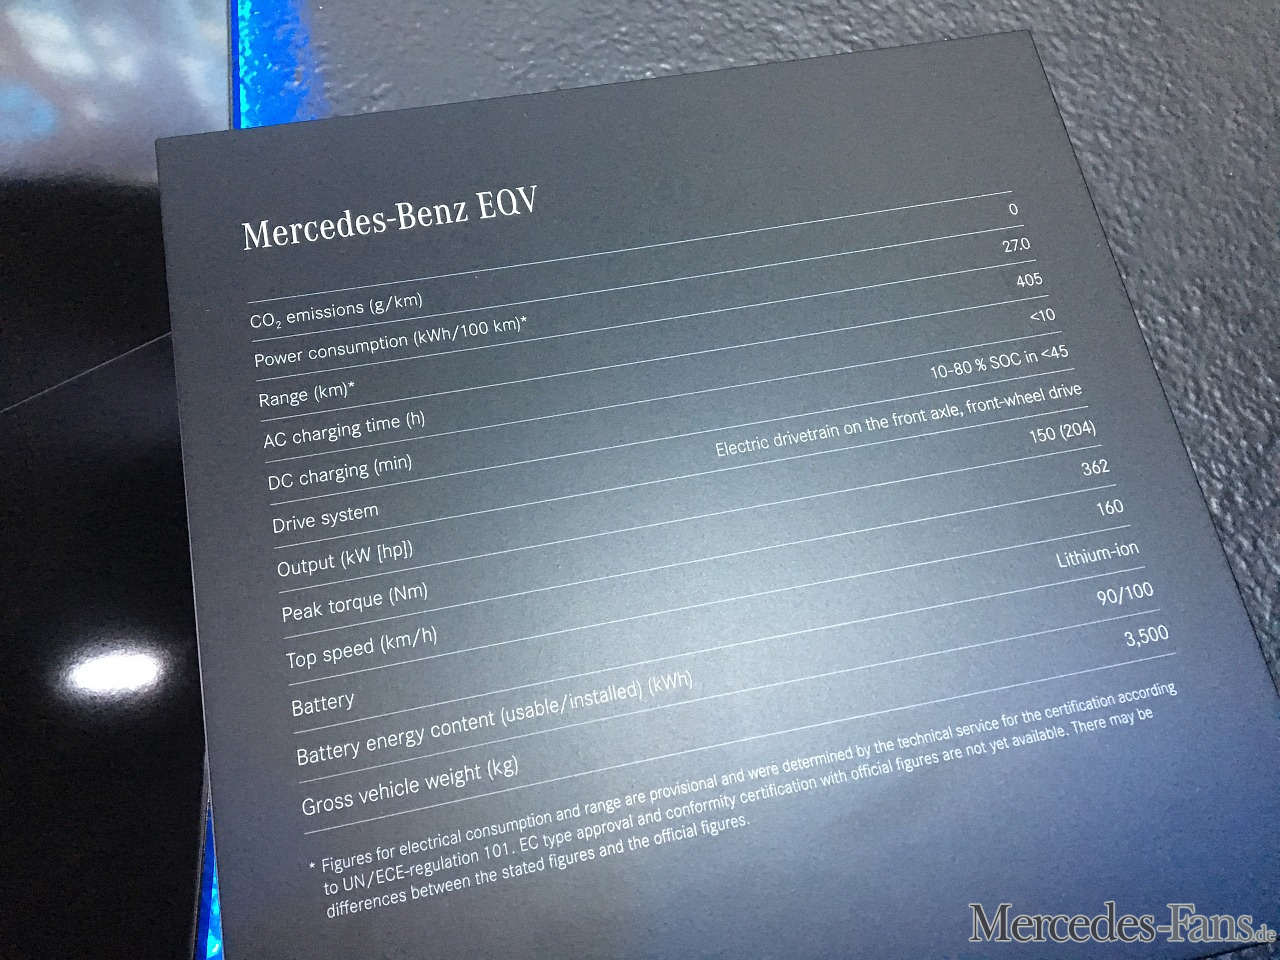 Mercedes-Benz EQV
CO₂ emissions (g/km) 0
Power consumption (kWh/100 km)* 27.0
Range (km)* 405
AC charging time (h) <10
DC charging (min) 10-80 % SOC in <45
Drive system Electric drivetrain on the front axle, front-wheel drive
Output (kW [hp]) 150 (204)
Peak torque (Nm) 362
Top speed (km/h) 160
Battery Lithium-ion
Battery energy content (usable/installed) (kWh) 90/100
Gross vehicle weight (kg) 3,500
* Figures for electrical consumption and range are provisional and were determined by the technical service for the certification according
to UN/ECE-regulation 101. EC type approval and conformity certification with official figures are not yet available. There may be
differences between the stated figures and the official figures.
Mercedes-Fans.de